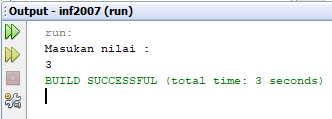 Output - inf2007 (run)
run:
Masukan nilai :
3
BUILD SUCCESSFUL (total time: 3 seconds)